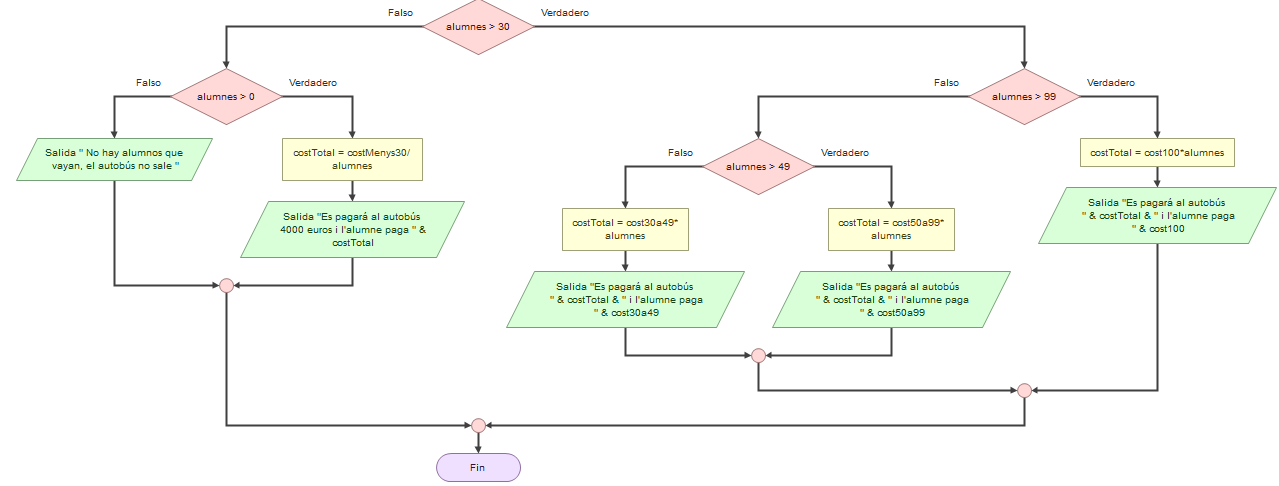 Falso
alumnes > 30
Verdadero
Falso
alumnes > 0
Verdadero
Falso
alumnes > 99
Verdadero
Salida " No hay alumnos que
vayan, el autobús no sale "
costTotal = costMenys30/
alumnes
Salida "Es pagará al autobús
4000 euros i l'alumne paga " &
costTotal
Falso
alumnes > 49
Verdadero
costTotal = cost30a49*
alumnes
Salida "Es pagará al autobús
" & costTotal & " i l'alumne paga
" & cost30a49
costTotal = cost50a99*
alumnes
Salida "Es pagará al autobús
" & costTotal & " i l'alumne paga
" & cost50a99
costTotal = cost100*alumnes
Salida "Es pagará al autobús
" & costTotal & " i l'alumne paga
" & cost100
Fin